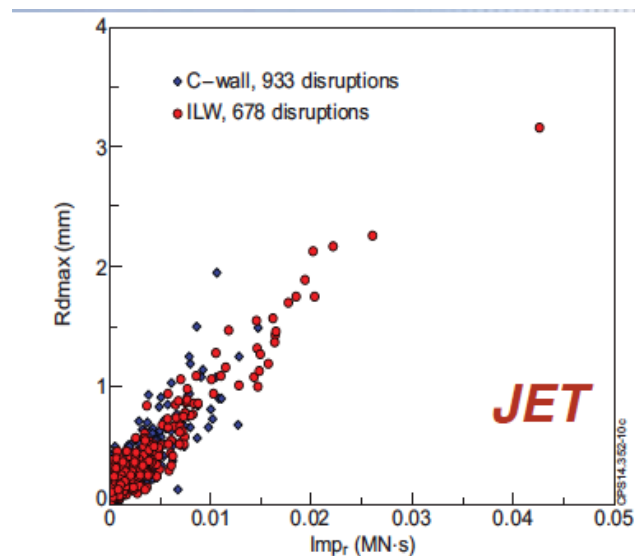 4
C-wall, 933 disruptions
ILW, 678 disruptions
3
Rdmax (mm)
2
1
JET
0
0 0.01 0.02 0.03 0.04 0.05
Impr (MN·s)
CPS14.352-10c